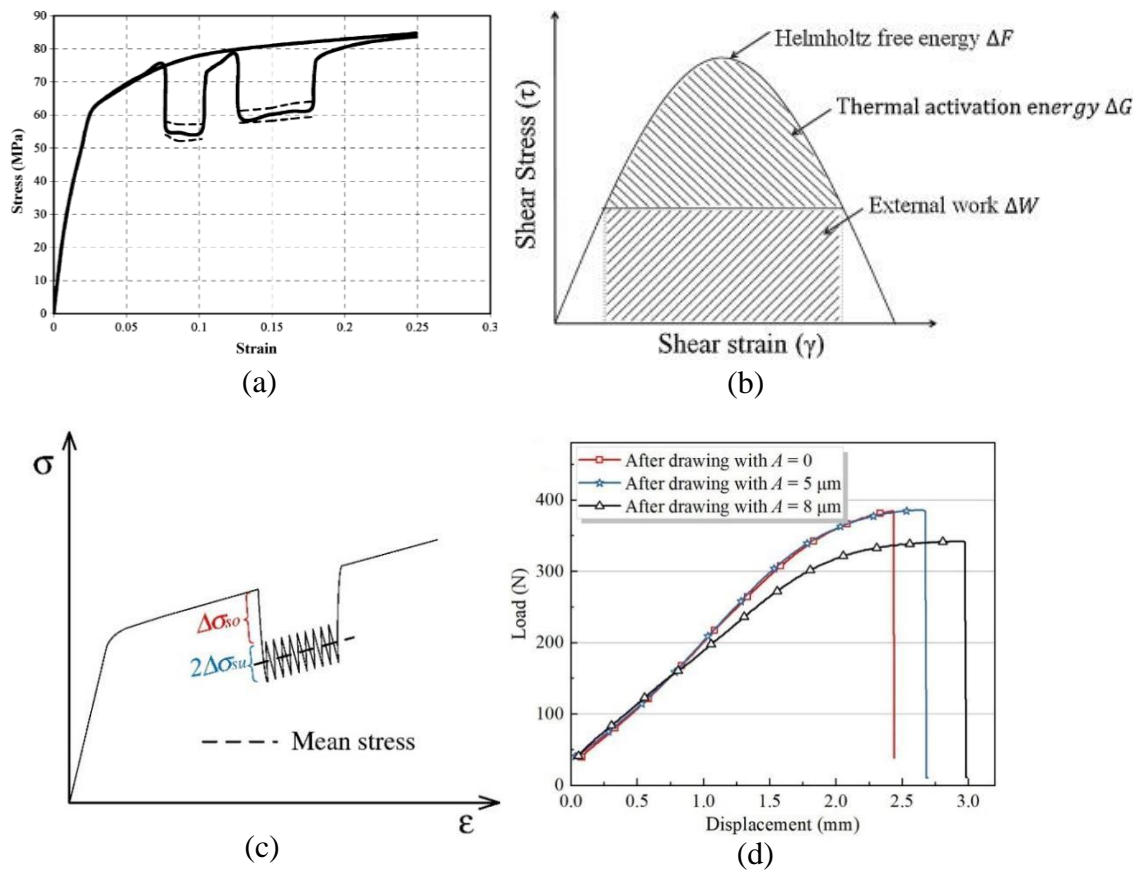 90
80
70
60
50
40
30
20
10
0
Stress (MPa)
0
0.05
0.1
0.15
0.2
0.25
0.3
Strain
(a)
Shear Stress (τ)
Helmholtz free energy ΔF
Thermal activation energy ΔG
External work ΔW
Shear strain (γ)
(b)
σ
Δσso
2Δσsu
Mean stress
ε
(c)
After drawing with A = 0
After drawing with A = 5 μm
After drawing with A = 8 μm
400
300
200
100
0
Load (N)
0.0
0.5
1.0
1.5
2.0
2.5
3.0
Displacement (mm)
(d)